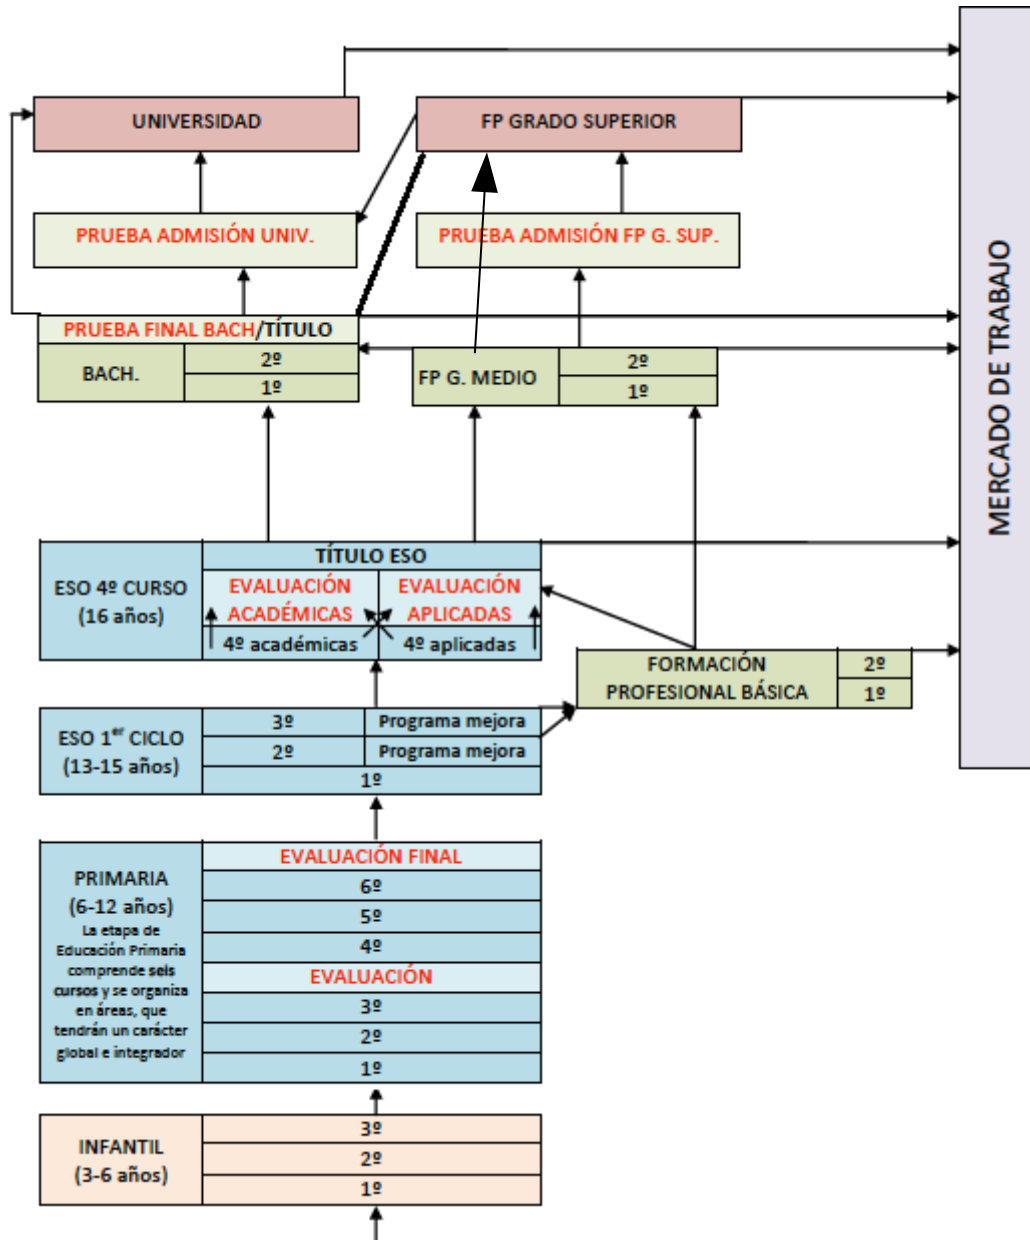 UNIVERSIDAD
FP GRADO SUPERIOR
PRUEBA ADMISIÓN UNIV.
PRUEBA ADMISIÓN FP G. SUP.
PRUEBA FINAL BACH/TÍTULO
BACH.
2º
1º
FP G. MEDIO
2º
1º
MERCADO DE TRABAJO
ESO 4º CURSO
(16 años)
TÍTULO ESO
EVALUACIÓN
ACADÉMICAS
EVALUACIÓN
APLICADAS
4º académicas
4º aplicadas
FORMACIÓN
PROFESIONAL BÁSICA
2º
1º
ESO 1er CICLO
(13-15 años)
3º
Programa mejora
2º
Programa mejora
1º
PRIMARIA
(6-12 años)
La etapa de
Educación Primaria
comprende seis
cursos y se organiza
en áreas, que
tendrán un carácter
global e integrador
EVALUACIÓN FINAL
6º
5º
4º
EVALUACIÓN
3º
2º
1º
INFANTIL
(3-6 años)
3º
2º
1º